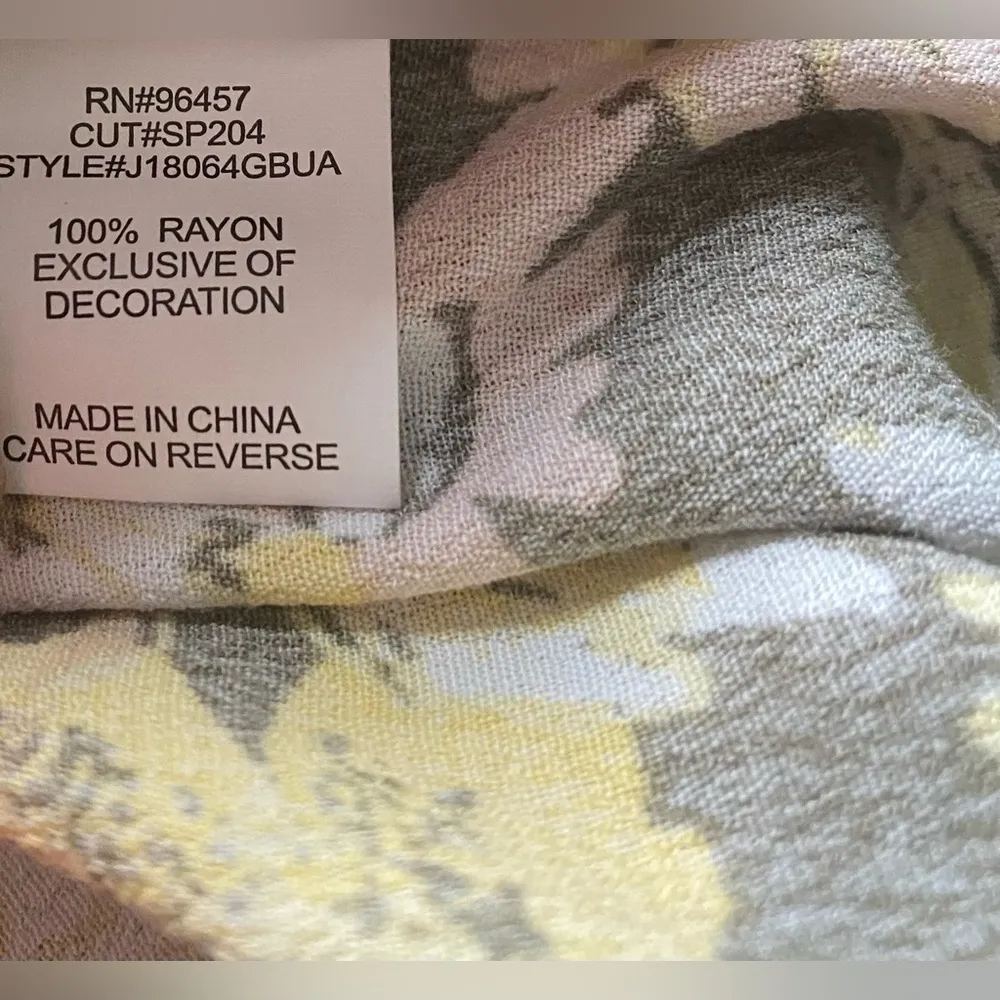 RN#96457
CUT#SP204
STYLE#J18064GBUA
100% RAYON
EXCLUSIVE OF
DECORATION
MADE IN CHINA
CARE ON REVERSE